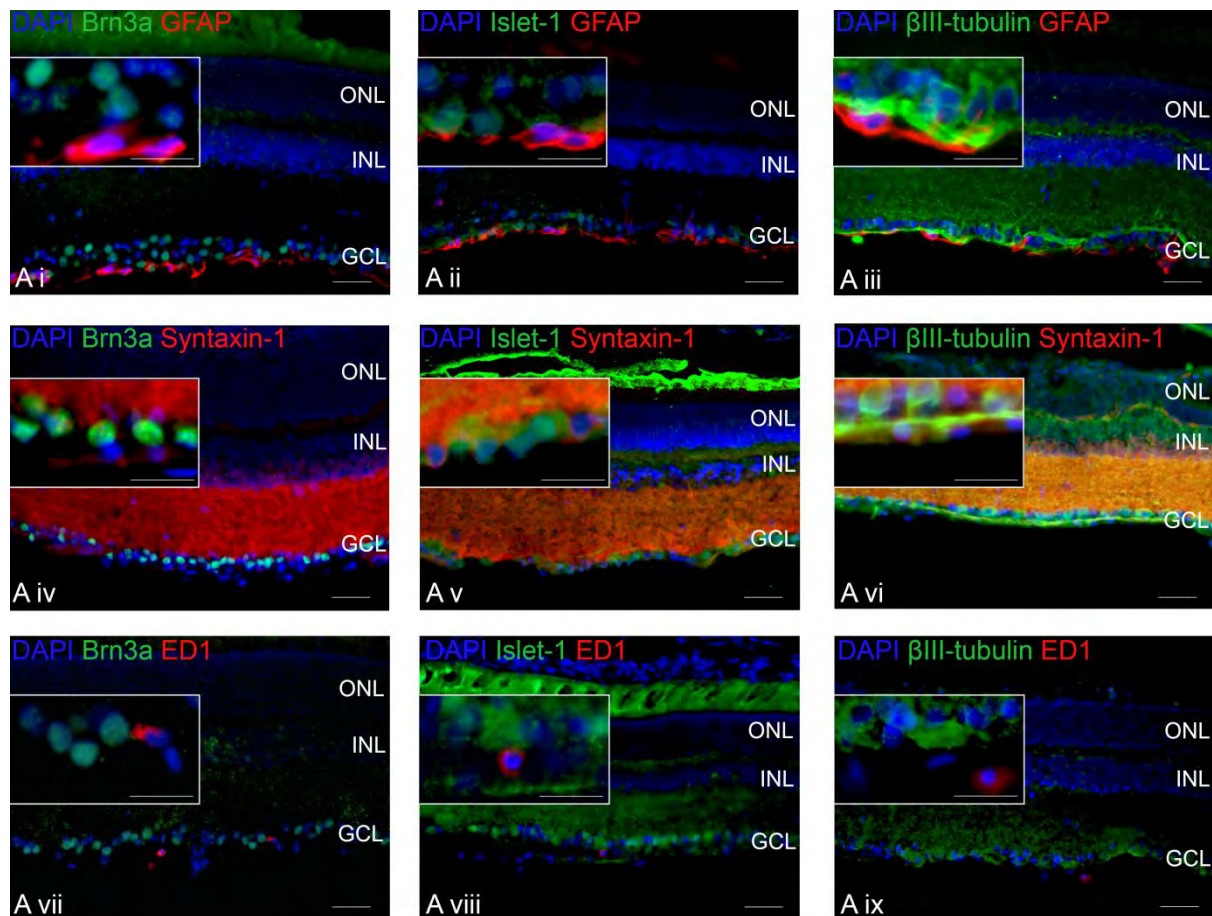 DAPI Brn3a GFAP
ONL
INL
GCL
A i
DAPI Islet-1 GFAP
ONL
INL
GCL
A ii
DAPI βIII-tubulin GFAP
ONL
INL
GCL
A iii
DAPI Brn3a Syntaxin-1
ONL
INL
GCL
A iv
DAPI Islet-1 Syntaxin-1
ONL
INL
GCL
A v
DAPI βIII-tubulin Syntaxin-1
ONL
INL
GCL
A vi
DAPI Brn3a ED1
ONL
INL
GCL
A vii
DAPI Islet-1 ED1
ONL
INL
GCL
A viii
DAPI βIII-tubulin ED1
ONL
INL
GCL
A ix